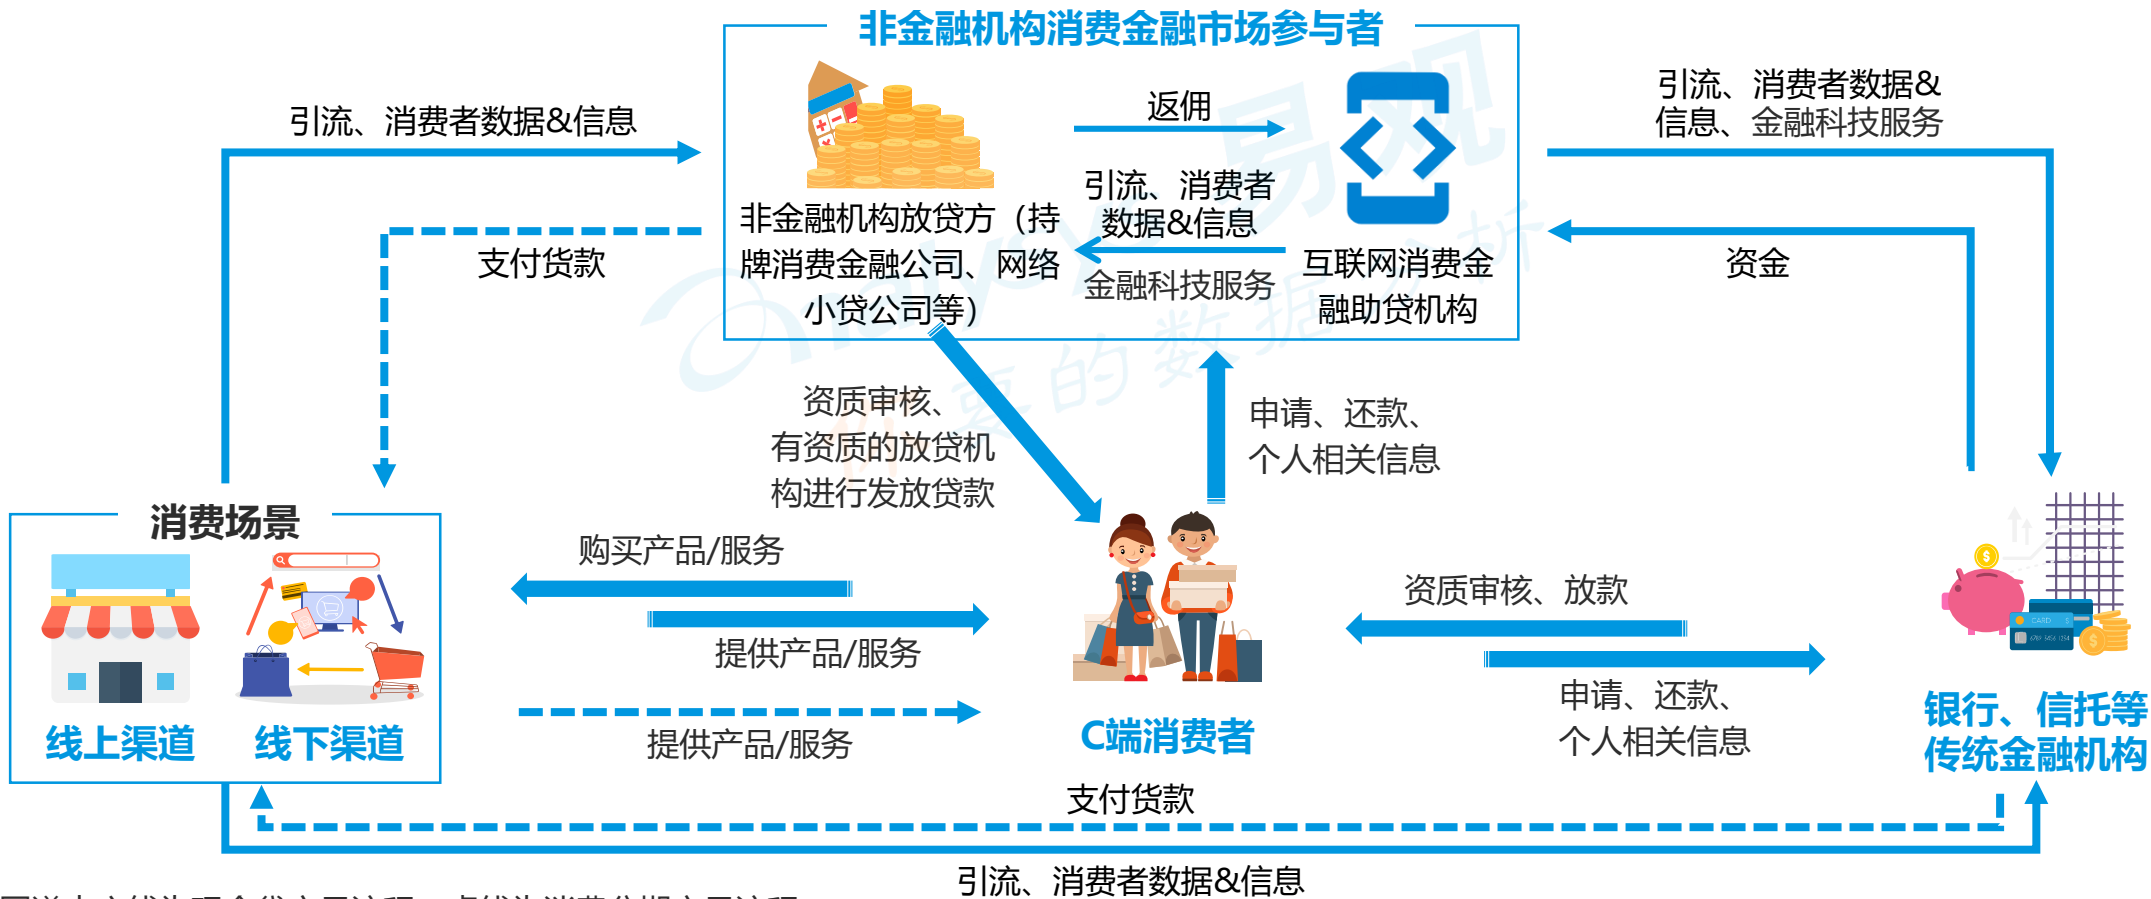 非金融机构消费金融市场参与者
引流、消费者数据&信息
支付货款
返佣
引流、消费者
数据&信息
金融科技服务
非金融机构放贷方（持
牌消费金融公司、网络
小贷公司等）
互联网消费金
融助贷机构
引流、消费者数据&
信息、金融科技服务
资金
资质审核、
有资质的放贷机
构进行发放贷款
申请、还款、
个人相关信息
消费场景
线上渠道
线下渠道
购买产品/服务
提供产品/服务
提供产品/服务
C端消费者
资质审核、放款
申请、还款、
个人相关信息
银行、信托等
传统金融机构
支付货款
引流、消费者数据&信息
易观
你要的数据分析
CARD